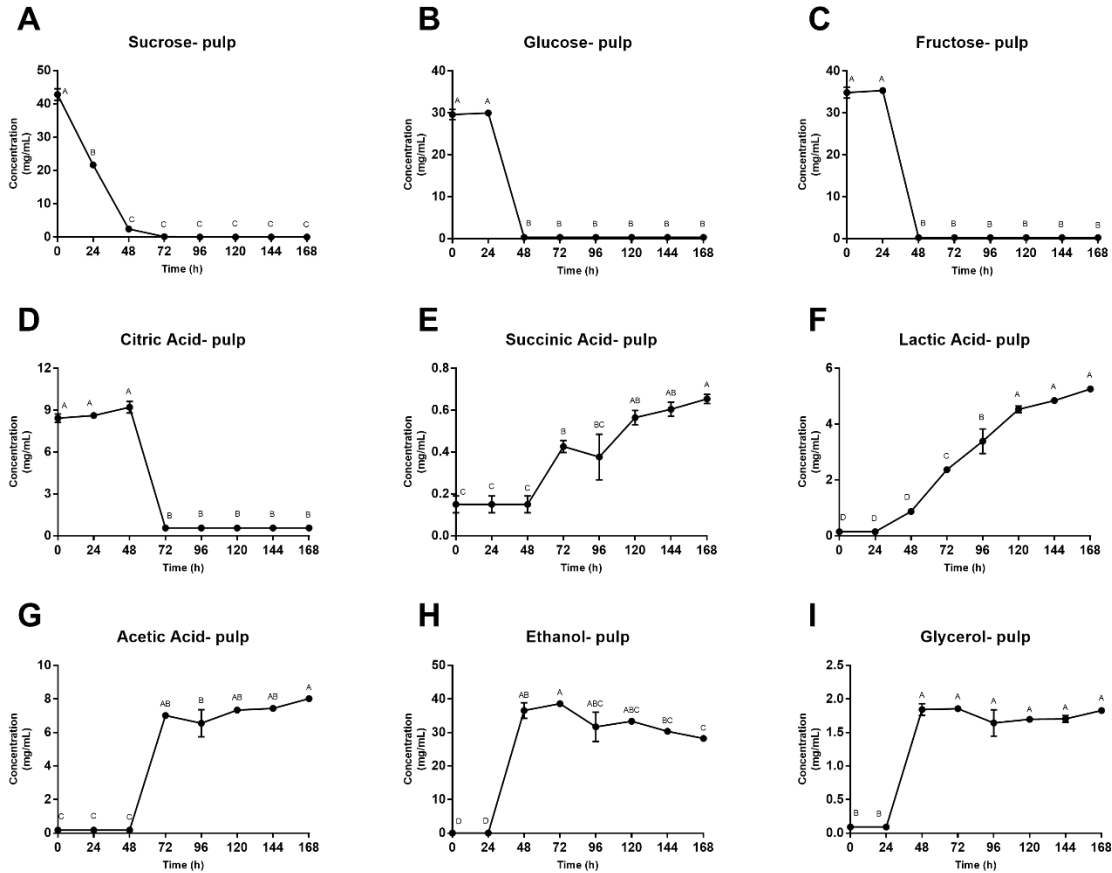 A
Sucrose- pulp
Concentration
(mg/mL)
50
40
30
20
10
0
A
B
C
C
C
C
C
C
0 24 48 72 96 120 144 168
Time (h)
B
Glucose- pulp
Concentration
(mg/mL)
40
30
20
10
0
A
A
B
B
B
B
B
B
0 24 48 72 96 120 144 168
Time (h)
C
Fructose- pulp
Concentration
(mg/mL)
40
30
20
10
0
A
A
B
B
B
B
B
B
0 24 48 72 96 120 144 168
Time (h)
D
Citric Acid- pulp
Concentration
(mg/mL)
12
9
6
3
0
A
A
A
B
B
B
B
B
0 24 48 72 96 120 144 168
Time (h)
E
Succinic Acid- pulp
Concentration
(mg/mL)
0.8
0.6
0.4
0.2
0.0
C
C
C
B
BC
AB
AB
A
0 24 48 72 96 120 144 168
Time (h)
F
Lactic Acid- pulp
Concentration
(mg/mL)
6
4
2
0
D
D
D
C
B
A
A
A
0 24 48 72 96 120 144 168
Time (h)
G
Acetic Acid- pulp
Concentration
(mg/mL)
10
8
6
4
2
0
C
C
C
AB
B
AB
AB
A
0 24 48 72 96 120 144 168
Time (h)
H
Ethanol- pulp
Concentration
(mg/mL)
50
40
30
20
10
0
D
D
AB
A
ABC
ABC
BC
C
0 24 48 72 96 120 144 168
Time (h)
I
Glycerol- pulp
Concentration
(mg/mL)
2.5
2.0
1.5
1.0
0.5
0.0
B
B
A
A
A
A
A
A
0 24 48 72 96 120 144 168
Time (h)